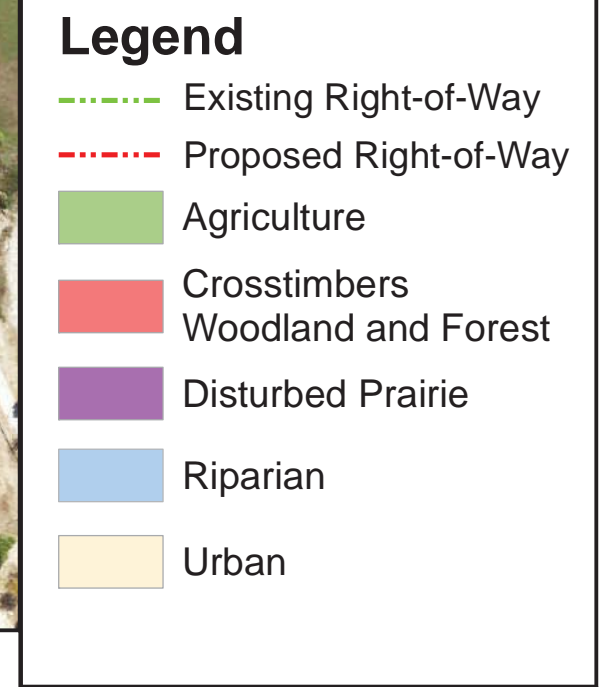 Legend
Existing Right-of-Way
Proposed Right-of-Way
Agriculture
Crosstimbers
Woodland and Forest
Disturbed Prairie
Riparian
Urban